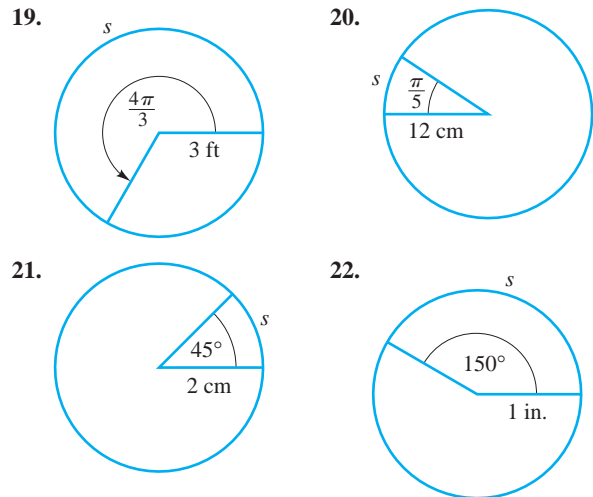 19.
s
4π/3
3 ft
20.
s
π/5
12 cm
21.
s
45°
2 cm
22.
s
150°
1 in.